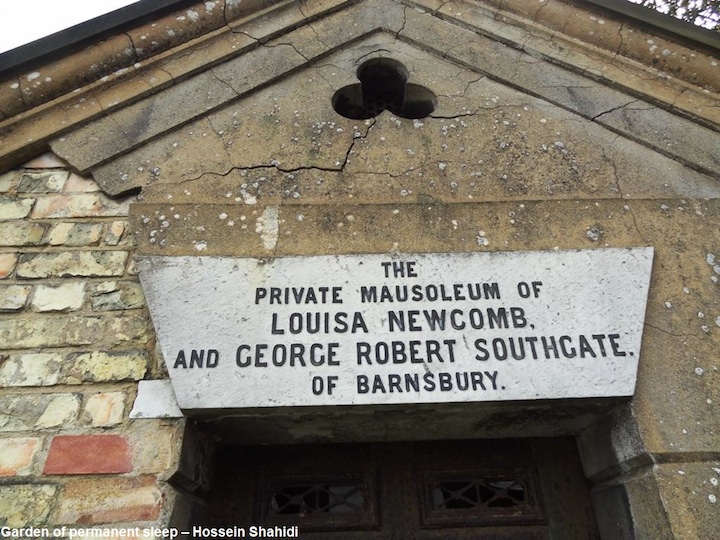 THE
PRIVATE MAUSOLEUM OF
LOUISA NEWCOMB,
AND GEORGE ROBERT SOUTHGATE.
OF BARNSBURY.
Garden of permanent sleep – Hossein Shahidi